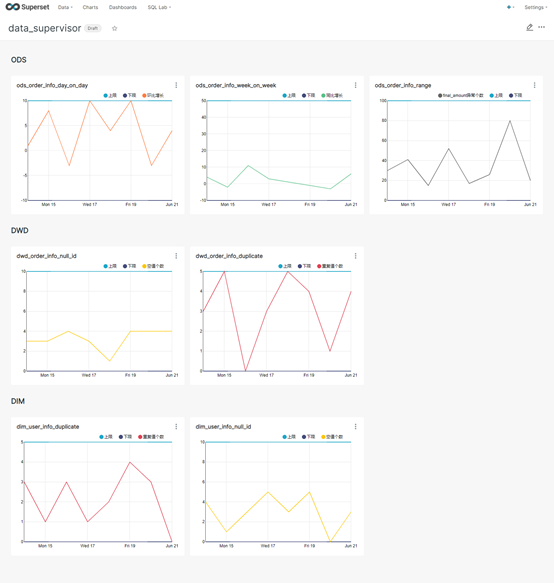 Superset
Data
Charts
Dashboards
SQL Lab
Settings
data_supervisor
Draft
ODS
ods_order_info_day_on_day
上限 下限 环比增长
10
5
0
-5
-10
Mon 15 Wed 17 Fri 19 Jun 21
ods_order_info_week_on_week
上限 下限 同比增长
50
40
30
20
10
0
-10
Mon 15 Wed 17 Fri 19 Jun 21
ods_order_info_range
final_amount异常个数 上限 下限
100
80
60
40
20
0
Mon 15 Wed 17 Fri 19 Jun 21
DWD
dwd_order_info_null_id
上限 下限 空值个数
10
8
6
4
2
0
Mon 15 Wed 17 Fri 19 Jun 21
dwd_order_info_duplicate
上限 下限 重复值个数
5
4
3
2
1
0
Mon 15 Wed 17 Fri 19 Jun 21
DIM
dim_user_info_duplicate
上限 下限 重复值个数
5
4
3
2
1
0
Mon 15 Wed 17 Fri 19 Jun 21
dim_user_info_null_id
上限 下限 空值个数
10
8
6
4
2
0
Mon 15 Wed 17 Fri 19 Jun 21